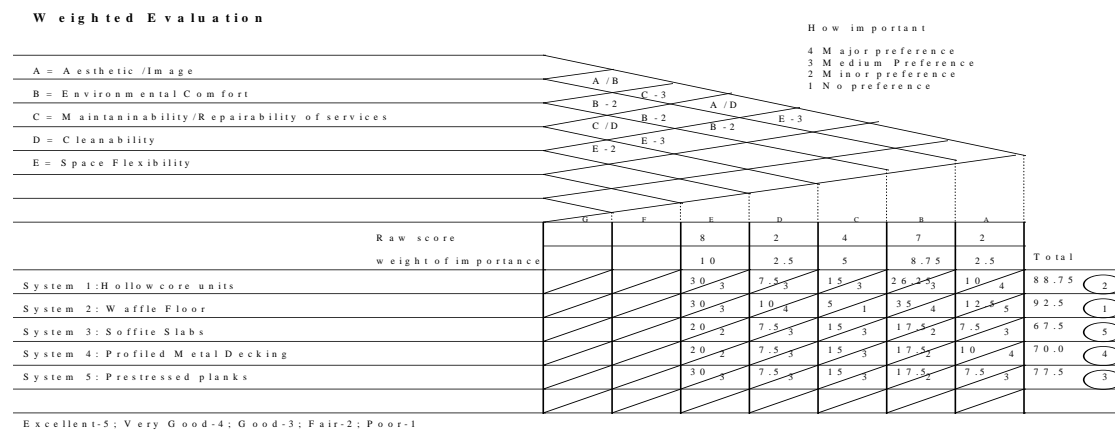 Weighted Evaluation
How important
4 Major preference
3 Medium Preference
2 Minor preference
1 No preference
A = Aesthetic /Image
B = Environmental Comfort
C = Maintaninability/Repairability of services
D = Cleanability
E = Space Flexibility
A/B
C-3
A/D
E-3
B-2
B-2
B-2
C/D
E-3
E-2
G F E D C B A
Raw score 8 2 4 7 2
weight of importance 10 2.5 5 8.75 2.5 Total
System 1:Hollow core units 30 3 7.5 3 15 3 26.25 3 10 4 88.75 2
System 2: Waffle Floor 30 3 10 4 5 1 35 4 12.5 5 92.5 1
System 3: Soffite Slabs 20 2 7.5 3 15 3 17.5 2 7.5 3 67.5 5
System 4: Profiled Metal Decking 20 2 7.5 3 15 3 17.5 2 10 4 70.0 4
System 5: Prestressed planks 30 3 7.5 3 15 3 17.5 2 7.5 3 77.5 3
Excellent-5; Very Good-4; Good-3; Fair-2; Poor-1